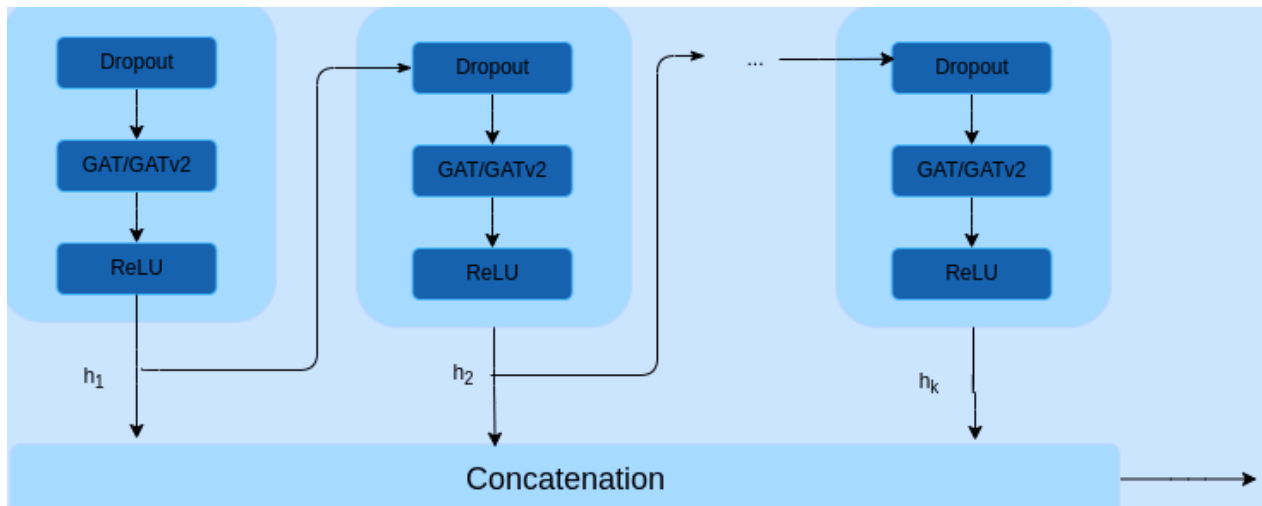 Dropout
GAT/GATv2
ReLU
h₁
Dropout
GAT/GATv2
ReLU
h₂
...
Dropout
GAT/GATv2
ReLU
hₖ
Concatenation